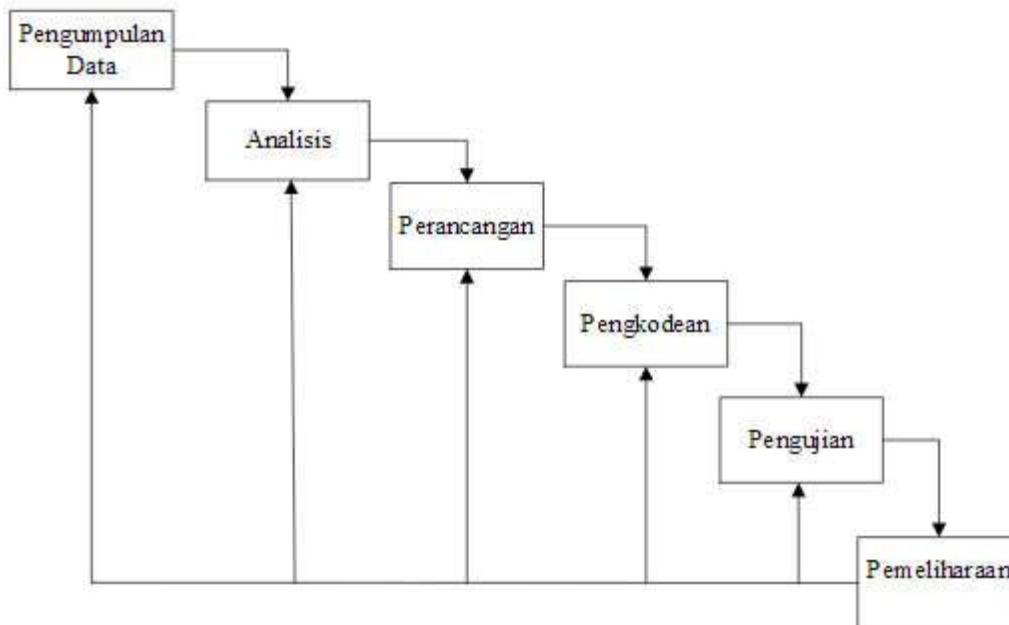 Pengumpulan
Data
Analisis
Perancangan
Pengkodean
Pengujian
Pemeliharaan